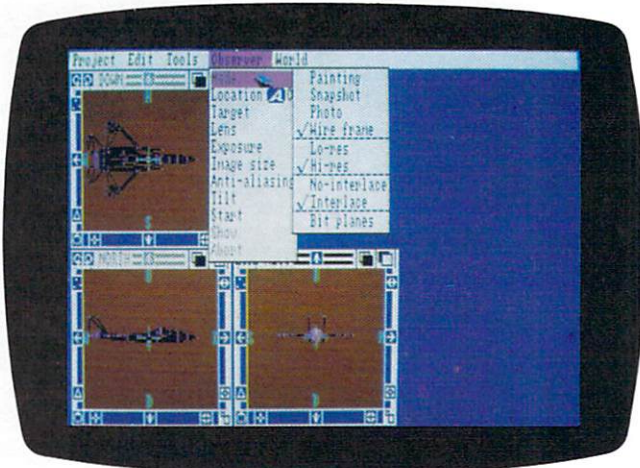 Project Edit Tools Observer World
DOWN
Mode
Location
Target
Lens
Exposure
Image size
Anti-aliasing
Tilt
Start
Show
Abort
Painting
Snapshot
Photo
✓Wire frame
Lo-res
✓Hi-res
No-interlace
✓Interlace
Bit planes
N
S
NORTH
U
D